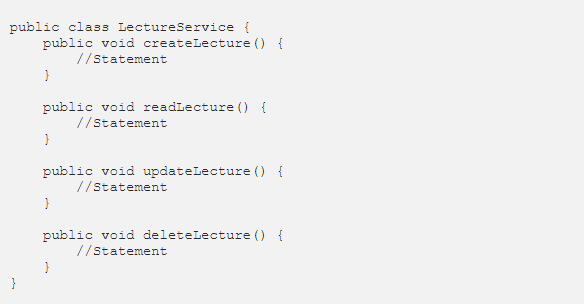 public class LectureService {
    public void createLecture() {
        //Statement
    }

    public void readLecture() {
        //Statement
    }

    public void updateLecture() {
        //Statement
    }

    public void deleteLecture() {
        //Statement
    }
}